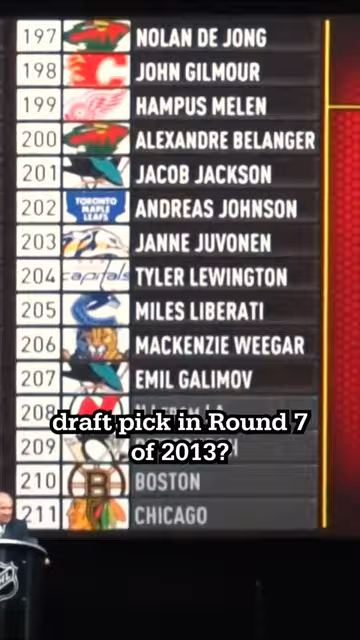 197 NOLAN DE JONG
198 JOHN GILMOUR
199 HAMPUS MELEN
200 ALEXANDRE BELANGER
201 JACOB JACKSON
202 TORONTO MAPLE LEAFS ANDREAS JOHNSON
203 JANNE JUVONEN
204 capitals TYLER LEWINGTON
205 MILES LIBERATI
206 MACKENZIE WEEGAR
207 EMIL GALIMOV
208
draft pick in Round 7
209
of 2013?
210 B BOSTON
211 CHICAGO
NHL